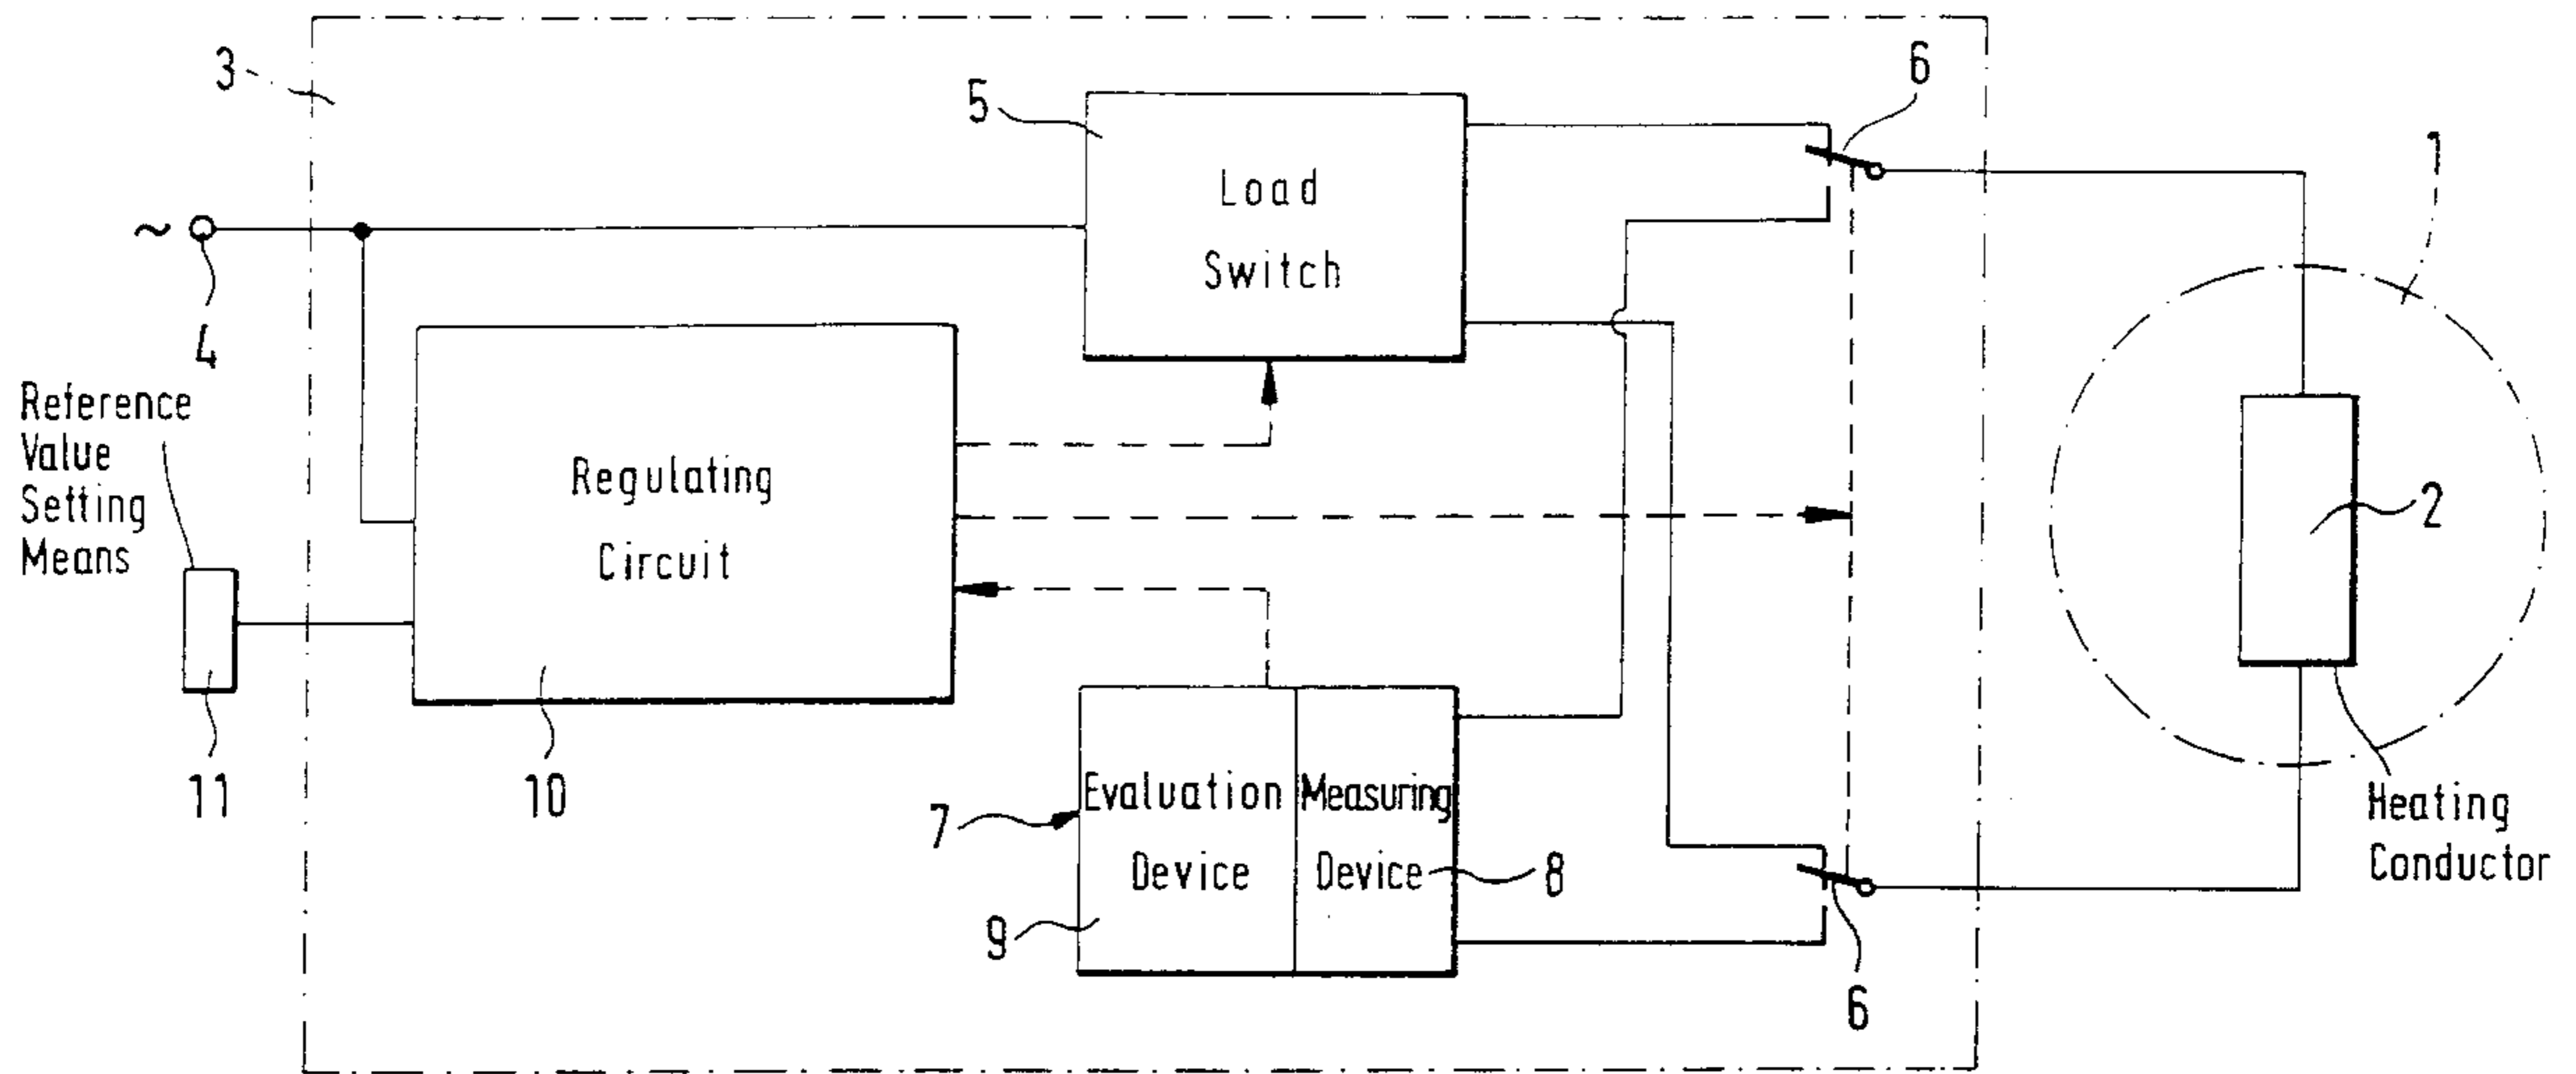 3
5
6
1
Load
Switch
~
4
Reference
Value
Setting
Means
Regulating
Circuit
2
11
10
7
Evaluation
Device
Measuring
Device
8
9
6
Heating
Conductor